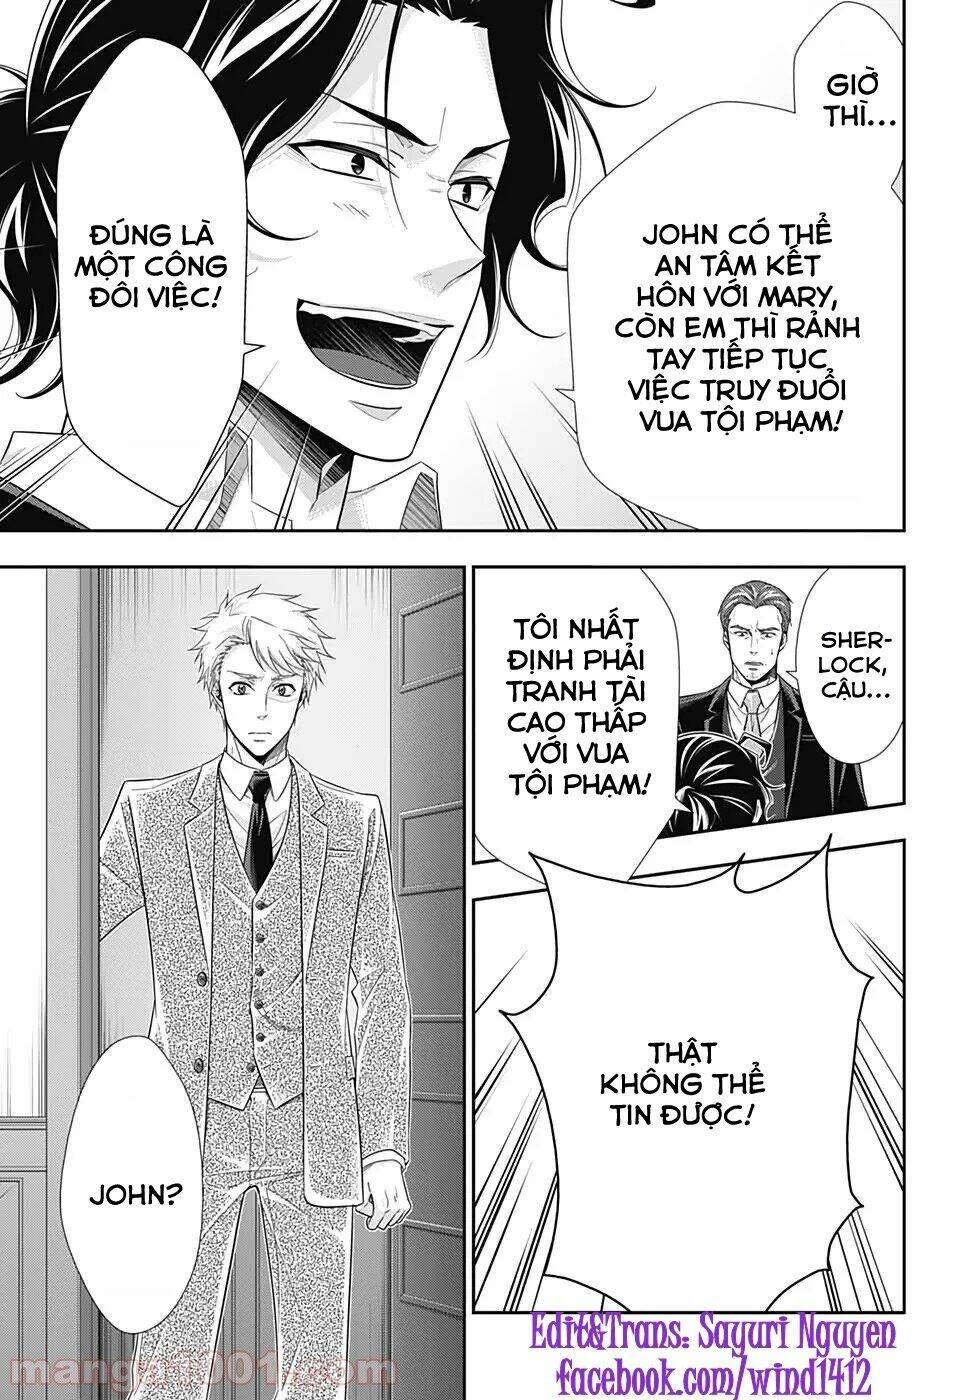 GIỜ
THÌ...
JOHN CÓ THỂ
AN TÂM KẾT
HÔN VỚI MARY,
CÒN EM THÌ RẢNH
TAY TIẾP TỤC
VIỆC TRUY ĐUỔI
VUA TỘI PHẠM!
ĐÚNG LÀ
MỘT CÔNG
ĐÔI VIỆC!
SHER-
LOCK,
CẬU...
TÔI NHẤT
ĐỊNH PHẢI
TRANH TÀI
CAO THẤP
VỚI VUA
TỘI PHẠM!
THẬT
KHÔNG THỂ
TIN ĐƯỢC!
JOHN?
Edit&Trans: Sayuri Nguyen
facebook.com/wind1412
manga1001.com